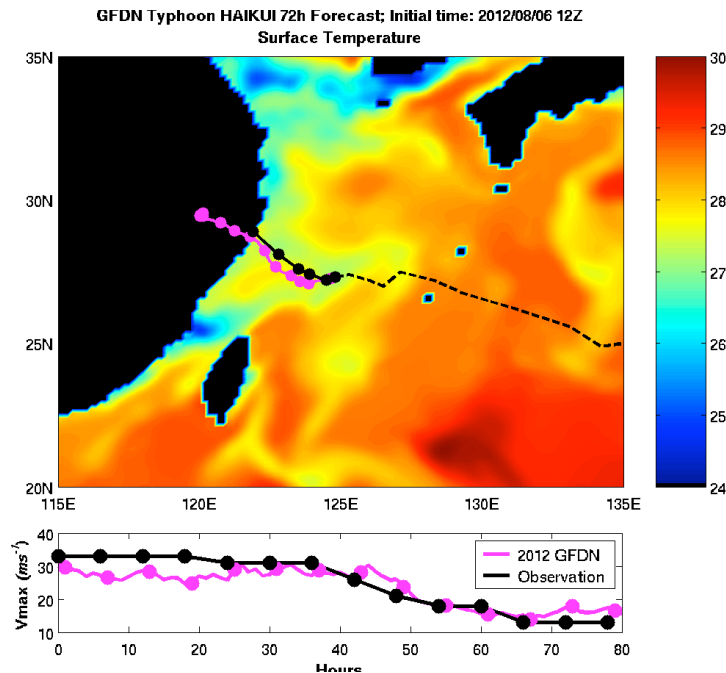 GFDN Typhoon HAIKUI 72h Forecast; Initial time: 2012/08/06 12Z
Surface Temperature
35N
30N
25N
20N
115E 120E 125E 130E 135E
30
29
28
27
26
25
24
Vmax (ms⁻¹)
40
30
20
10
0 10 20 30 40 50 60 70 80
Hours
2012 GFDN
Observation